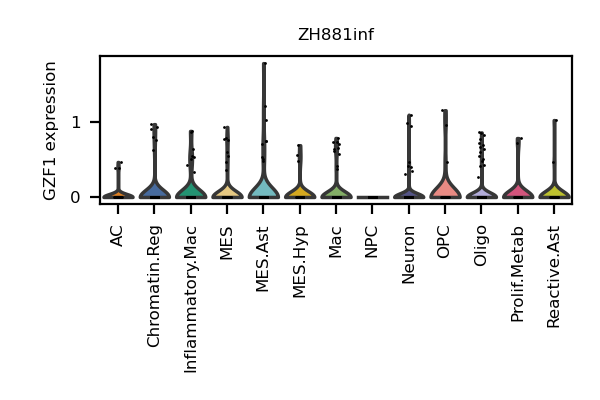 ZH881inf
GZF1 expression
1
0
AC
Chromatin.Reg
Inflammatory.Mac
MES
MES.Ast
MES.Hyp
Mac
NPC
Neuron
OPC
Oligo
Prolif.Metab
Reactive.Ast